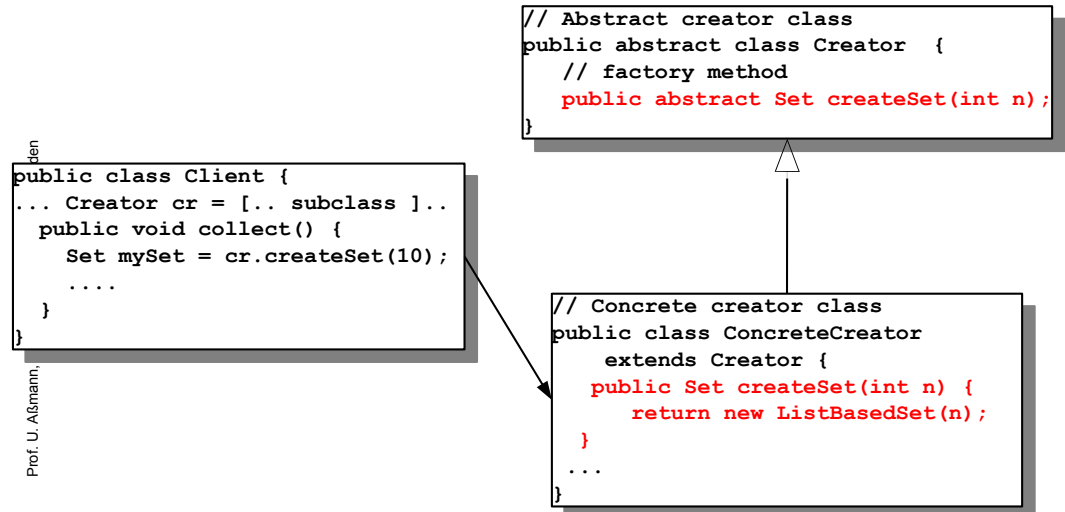 // Abstract creator class
public abstract class Creator  {
   // factory method
   public abstract Set createSet(int n);
}
public class Client {
... Creator cr = [.. subclass ]..
  public void collect() {
    Set mySet = cr.createSet(10);
    ....
  }
}
// Concrete creator class
public class ConcreteCreator
    extends Creator {
   public Set createSet(int n) {
      return new ListBasedSet(n);
  }
 ...
}
Prof. U. Aßmann,